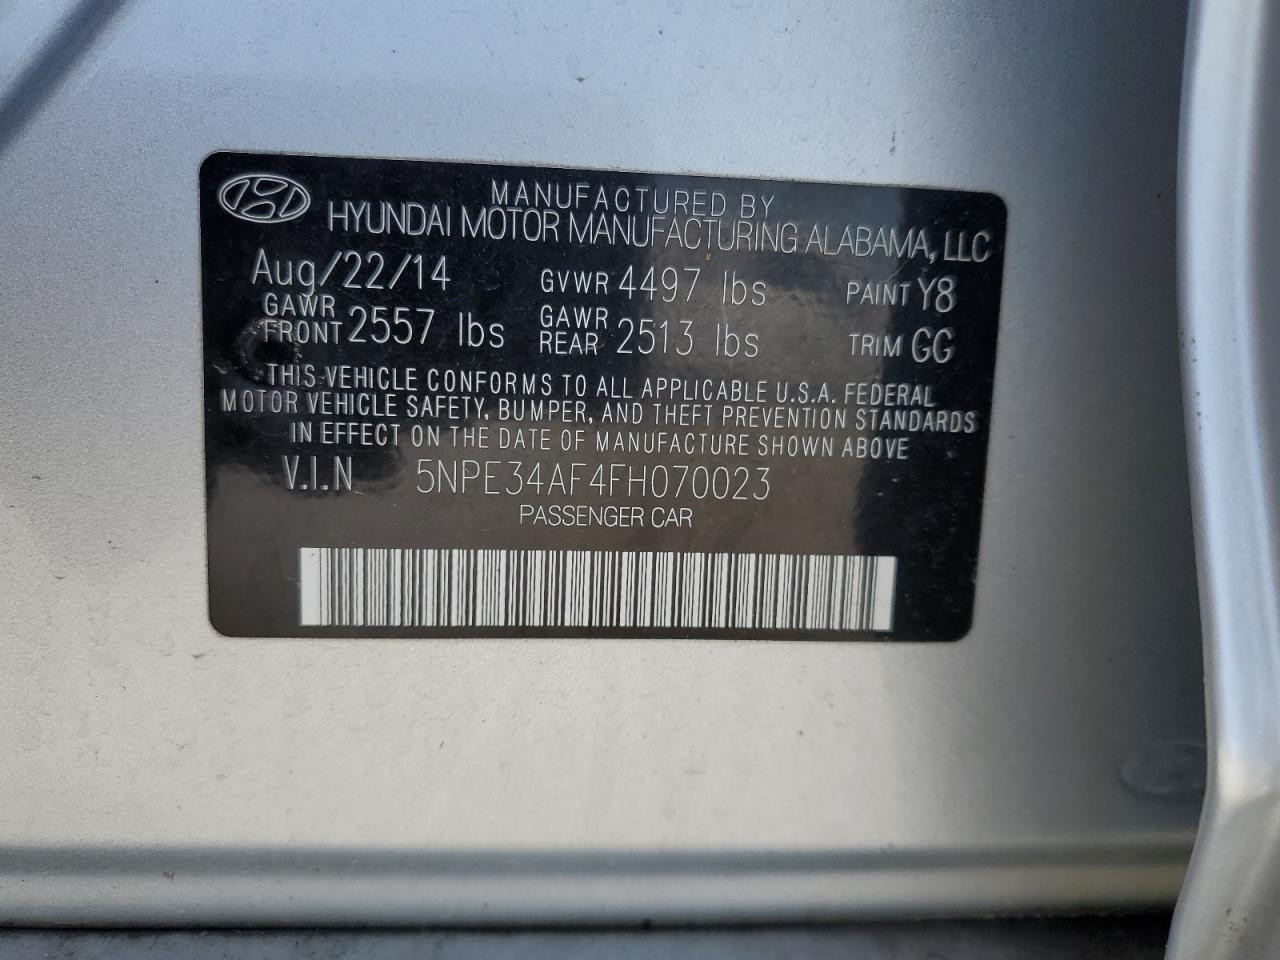 MANUFACTURED BY
HYUNDAI MOTOR MANUFACTURING ALABAMA, LLC
Aug/22/14 GVWR 4497 lbs PAINT Y8
GAWR FRONT 2557 lbs GAWR REAR 2513 lbs TRIM GG
THIS VEHICLE CONFORMS TO ALL APPLICABLE U.S.A. FEDERAL
MOTOR VEHICLE SAFETY, BUMPER, AND THEFT PREVENTION STANDARDS
IN EFFECT ON THE DATE OF MANUFACTURE SHOWN ABOVE
V.I.N 5NPE34AF4FH070023
PASSENGER CAR